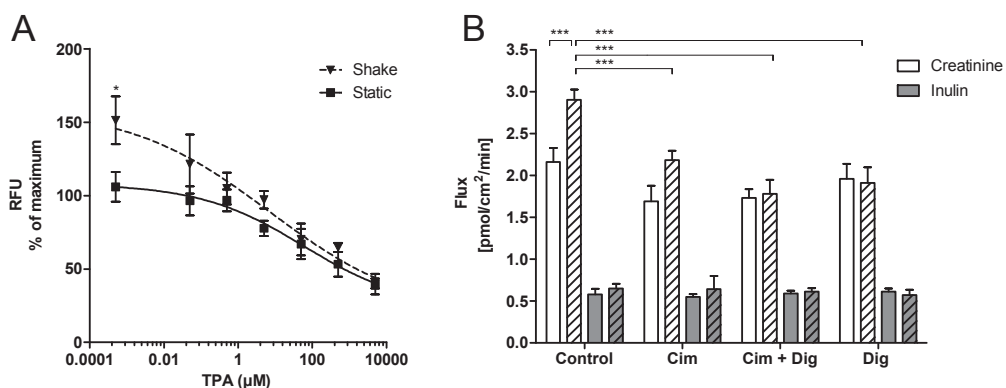 A
200
150
100
50
0
RFU
% of maximum
*
Shake
Static
0.0001
0.01
1
100
10000
TPA (µM)
B
***
***
***
***
3.5
3.0
2.5
2.0
1.5
1.0
0.5
0.0
Flux
[pmol/cm²/min]
Creatinine
Inulin
Control
Cim
Cim + Dig
Dig